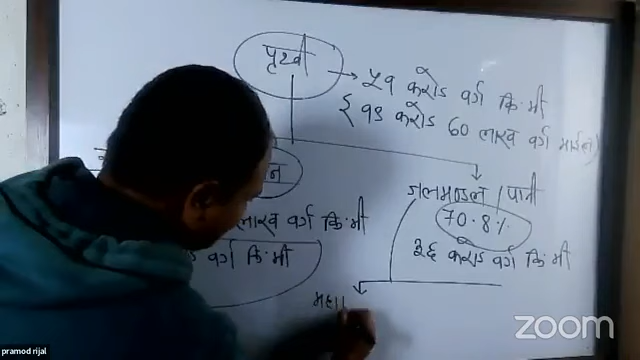 पृथ्वी
→ ५१ करोड वर्ग कि.मी
१९ करोड 60 लाख वर्ग माईल)
जलमण्डल / पानी
70.8%
लाख वर्ग कि.मी
३६ करोड वर्ग कि.मी
वर्ग कि.मी
महा
zoom
pramod rijal